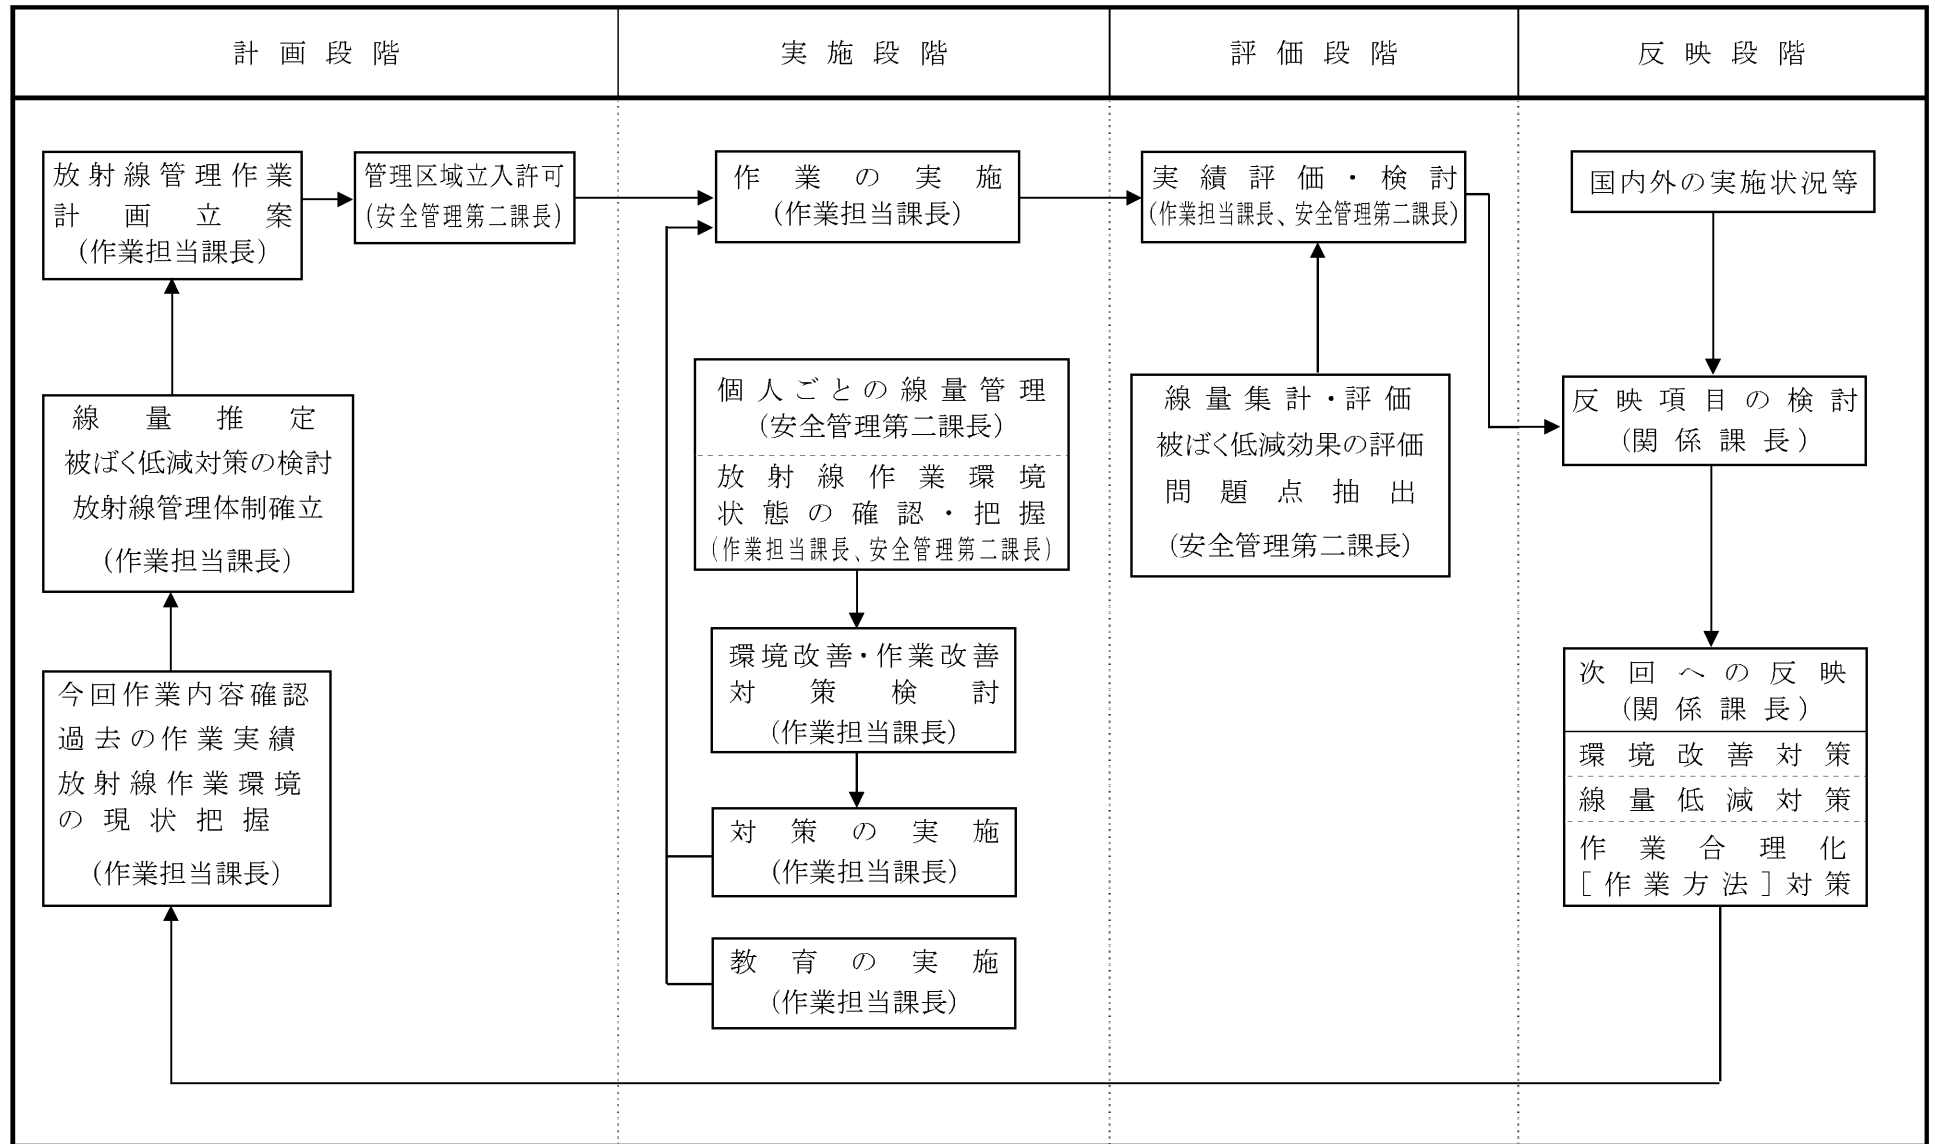 計画段階
実施段階
評価段階
反映段階
放射線管理作業
計画立案
(作業担当課長)
管理区域立入許可
(安全管理第二課長)
線量推定
被ばく低減対策の検討
放射線管理体制確立
(作業担当課長)
今回作業内容確認
過去の作業実績
放射線作業環境
の現状把握
(作業担当課長)
作業の実施
(作業担当課長)
個人ごとの線量管理
(安全管理第二課長)
放射線作業環境
状態の確認・把握
(作業担当課長、安全管理第二課長)
環境改善・作業改善
対策検討
(作業担当課長)
対策の実施
(作業担当課長)
教育の実施
(作業担当課長)
実績評価・検討
(作業担当課長、安全管理第二課長)
線量集計・評価
被ばく低減効果の評価
問題点抽出
(安全管理第二課長)
国内外の実施状況等
反映項目の検討
(関係課長)
次回への反映
(関係課長)
環境改善対策
線量低減対策
作業合理化
[作業方法]対策